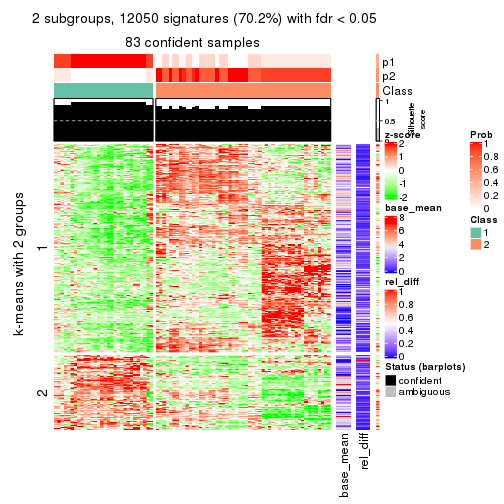 2 subgroups, 12050 signatures (70.2%) with fdr < 0.05
83 confident samples
p1
p2
Class
1
0.5
0
Silhouette
score
k-means with 2 groups
1
2
base_mean
rel_diff
z-score
2
1
0
-1
-2
base_mean
8
6
4
2
0
rel_diff
1
0.8
0.6
0.4
0.2
0
Status (barplots)
confident
ambiguous
Prob
1
0.8
0.6
0.4
0.2
0
Class
1
2